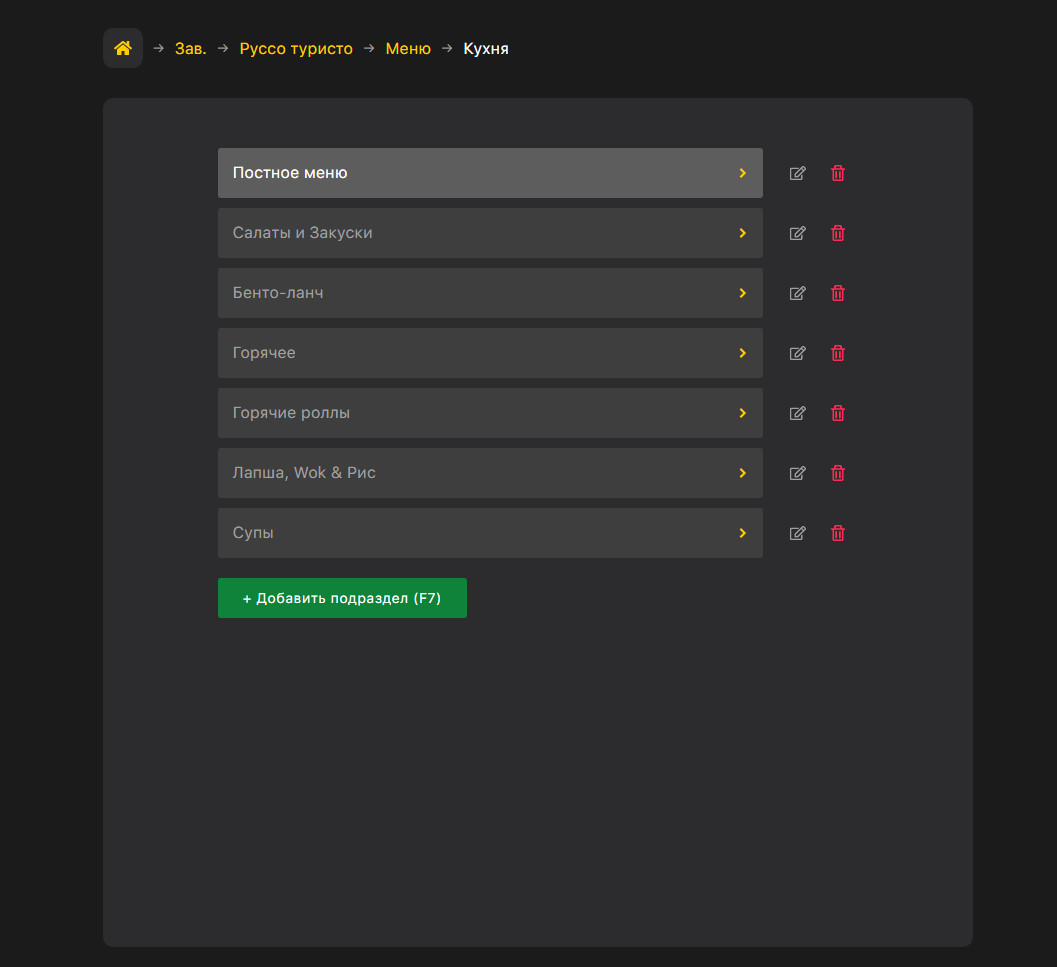 Зав. Руссо туристо Меню Кухня
Постное меню
Салаты и Закуски
Бенто-ланч
Горячее
Горячие роллы
Лапша, Wok & Рис
Супы
+ Добавить подраздел (F7)